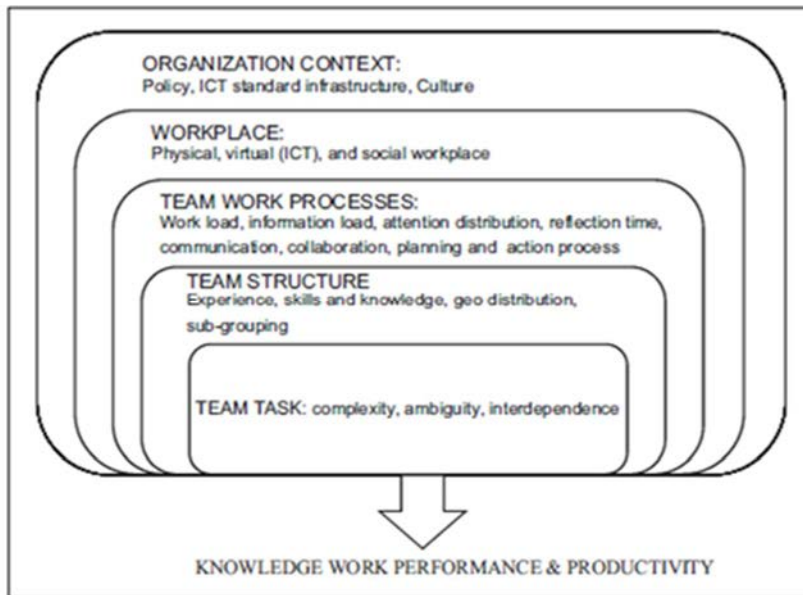 ORGANIZATION CONTEXT:
Policy, ICT standard infrastructure, Culture
WORKPLACE:
Physical, virtual (ICT), and social workplace
TEAM WORK PROCESSES:
Work load, information load, attention distribution, reflection time,
communication, collaboration, planning and action process
TEAM STRUCTURE
Experience, skills and knowledge, geo distribution,
sub-grouping
TEAM TASK: complexity, ambiguity, interdependence
KNOWLEDGE WORK PERFORMANCE & PRODUCTIVITY